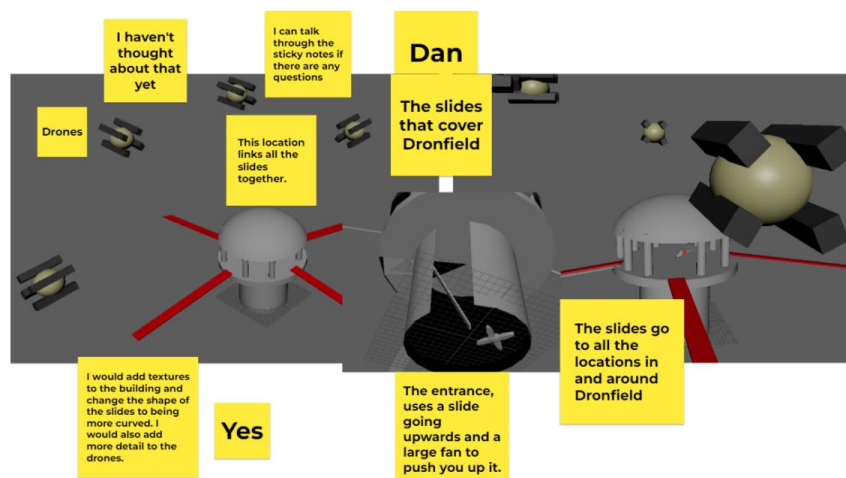 I haven't
thought
about that
yet
I can talk
through the
sticky notes if
there are any
questions
Dan
Drones
This location
links all the
slides
together.
The slides
that cover
Dronfield
The slides go
to all the
locations in
and around
Dronfield
I would add textures
to the building and
change the shape of
the slides to being
more curved. I
would also add
more detail to the
drones.
Yes
The entrance,
uses a slide
going
upwards and a
large fan to
push you up it.